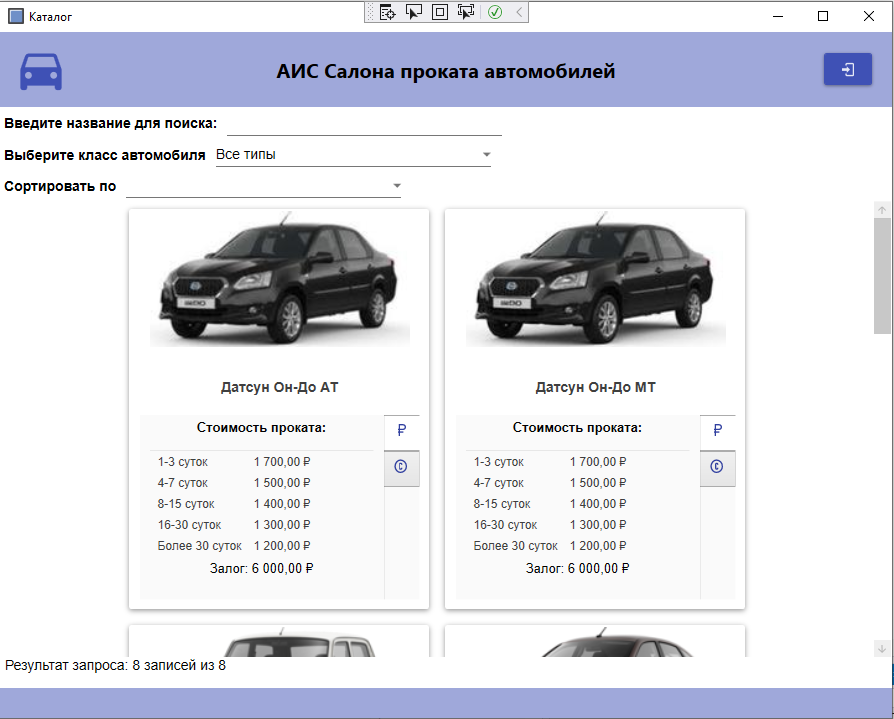 Каталог
АИС Салона проката автомобилей
Введите название для поиска:
Выберите класс автомобиля Все типы
Сортировать по
Датсун Он-До АТ
Стоимость проката:
1-3 суток 1 700,00 ₽
4-7 суток 1 500,00 ₽
8-15 суток 1 400,00 ₽
16-30 суток 1 300,00 ₽
Более 30 суток 1 200,00 ₽
Залог: 6 000,00 ₽
₽
Датсун Он-До МТ
Стоимость проката:
1-3 суток 1 700,00 ₽
4-7 суток 1 500,00 ₽
8-15 суток 1 400,00 ₽
16-30 суток 1 300,00 ₽
Более 30 суток 1 200,00 ₽
Залог: 6 000,00 ₽
₽
Результат запроса: 8 записей из 8